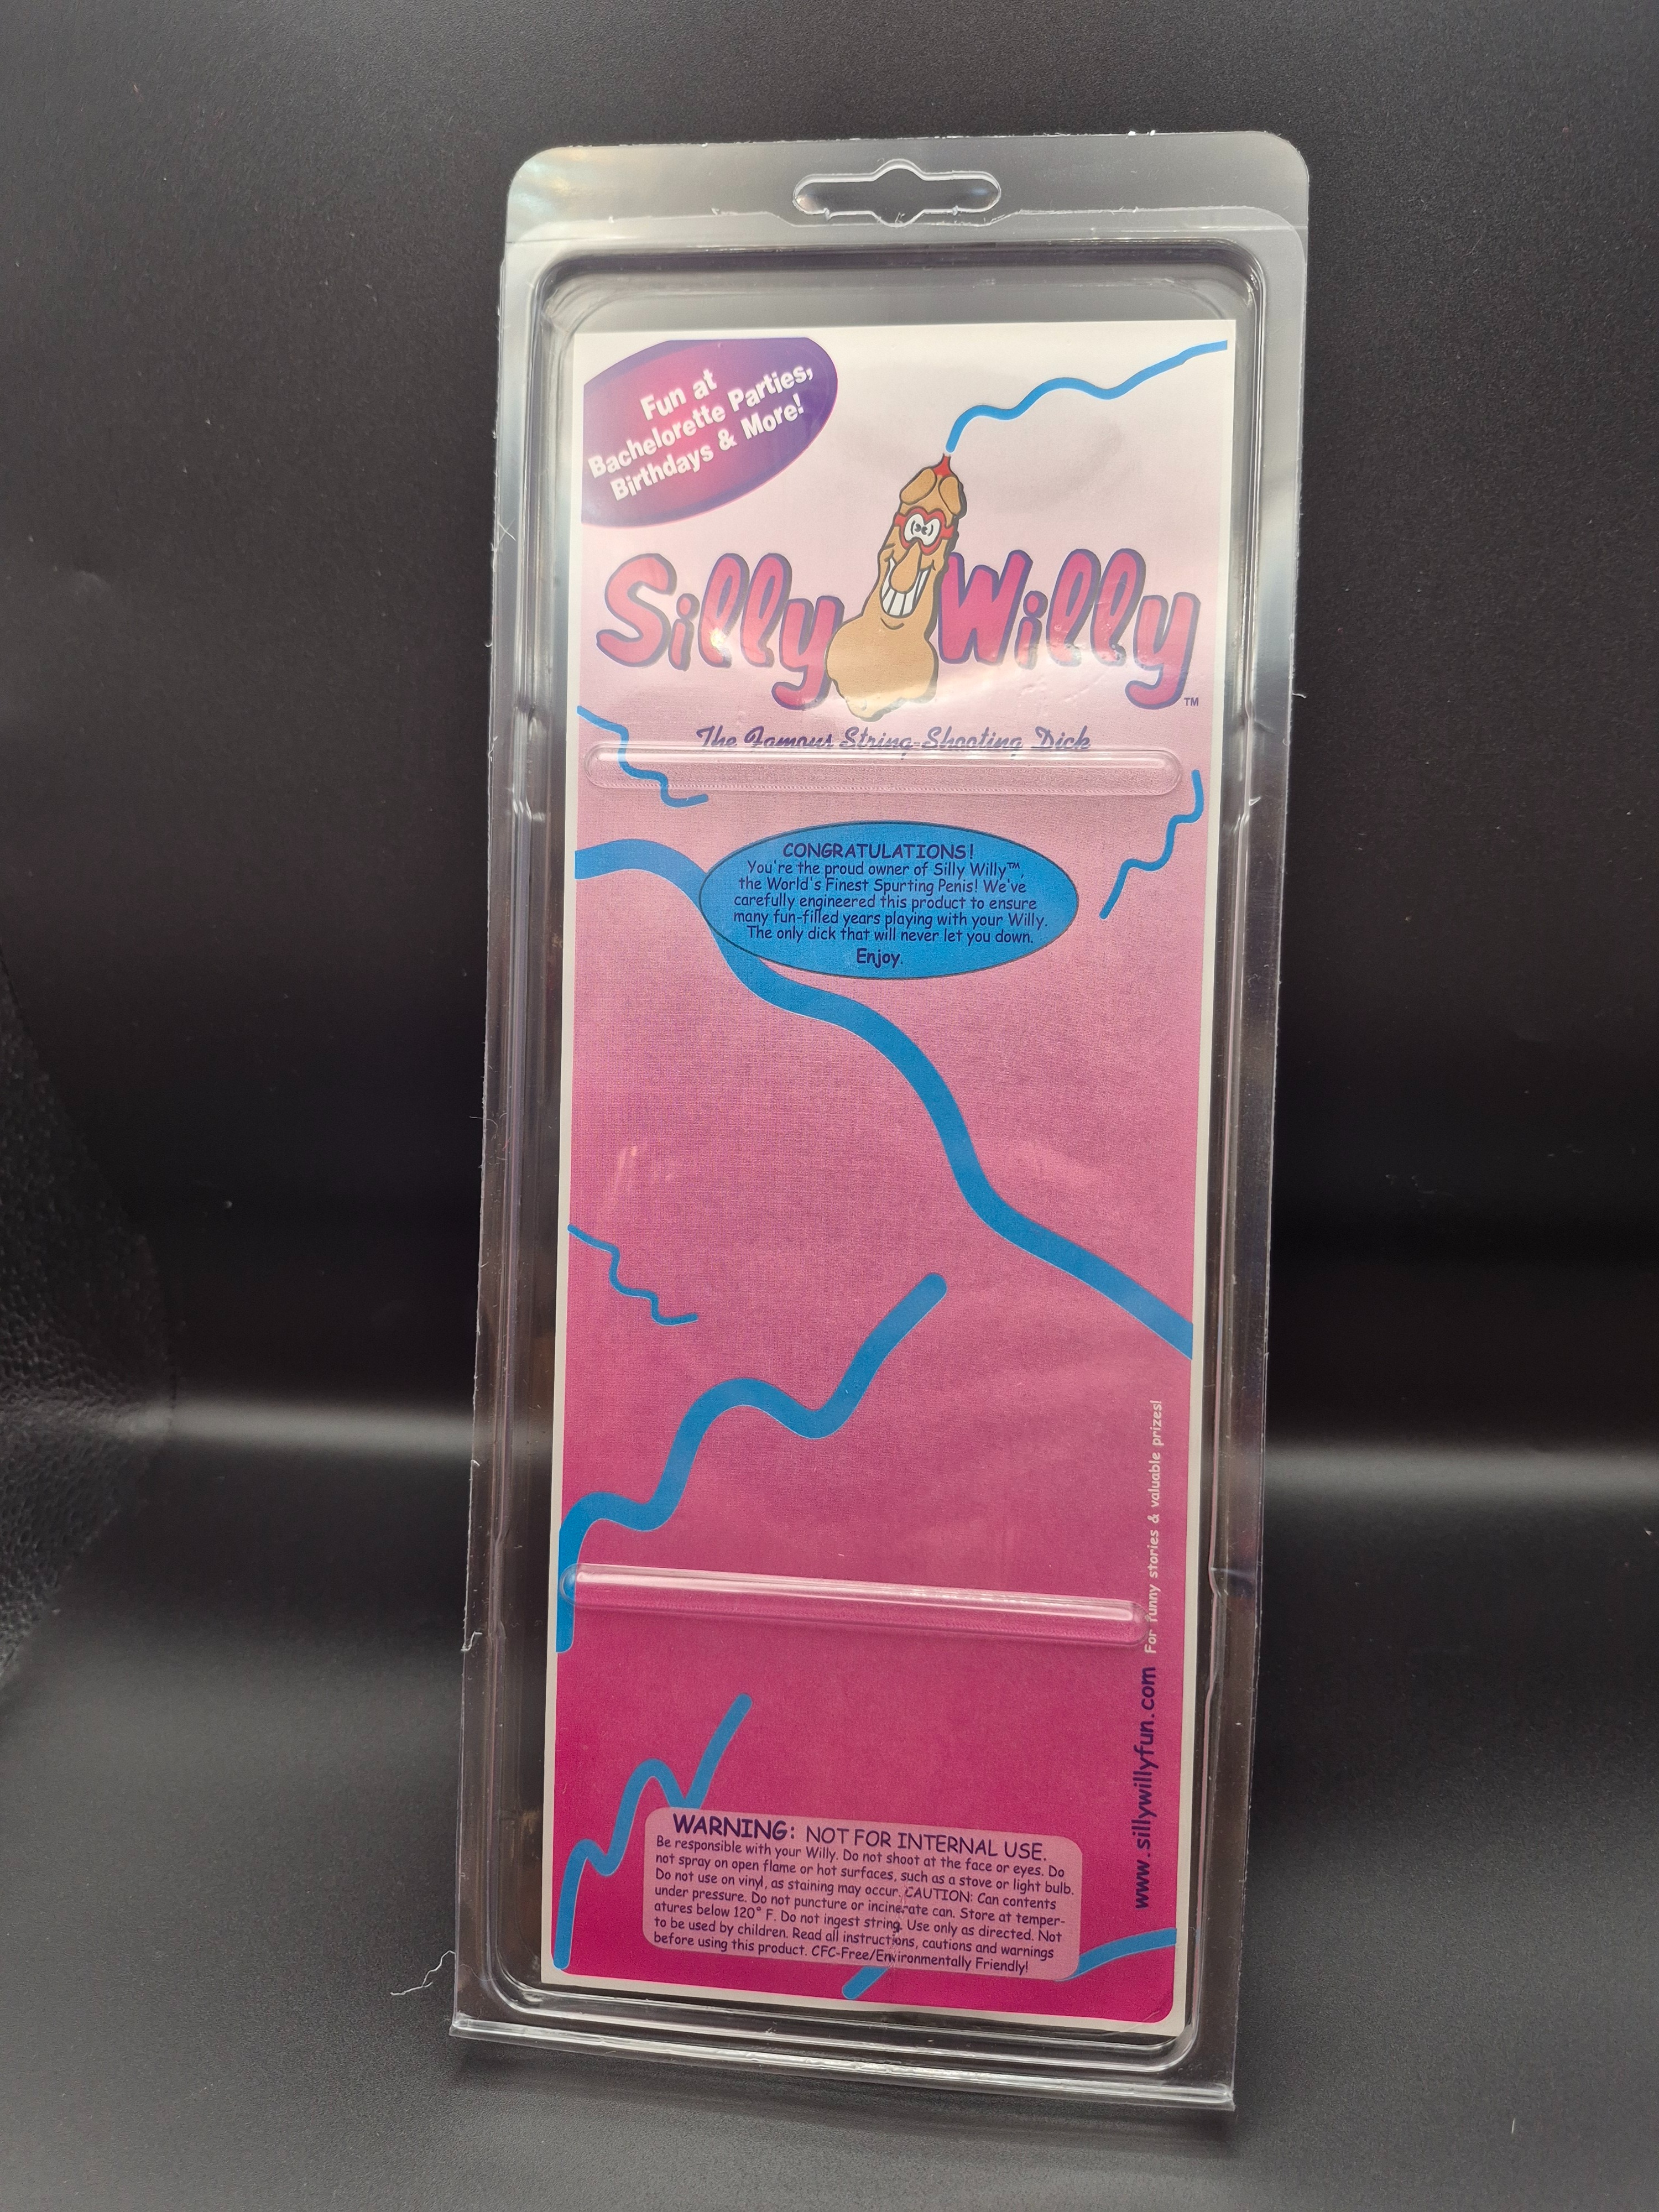 Fun at
Bachelorette Parties,
Birthdays & More!
Silly Willy™
The Famous String-Shooting Dick
CONGRATULATIONS!
You're the proud owner of Silly Willy™,
the World's Finest Spurting Penis! We've
carefully engineered this product to ensure
many fun-filled years playing with your Willy.
The only dick that will never let you down.
Enjoy.
www.sillywillyfun.com For funny stories & valuable prizes!
WARNING: NOT FOR INTERNAL USE.
Be responsible with your Willy. Do not shoot at the face or eyes. Do
not spray on open flame or hot surfaces, such as a stove or light bulb.
Do not use on vinyl, as staining may occur. CAUTION: Can contents
under pressure. Do not puncture or incinerate can. Store at temper-
atures below 120° F. Do not ingest string. Use only as directed. Not
to be used by children. Read all instructions, cautions and warnings
before using this product. CFC-Free/Environmentally Friendly!